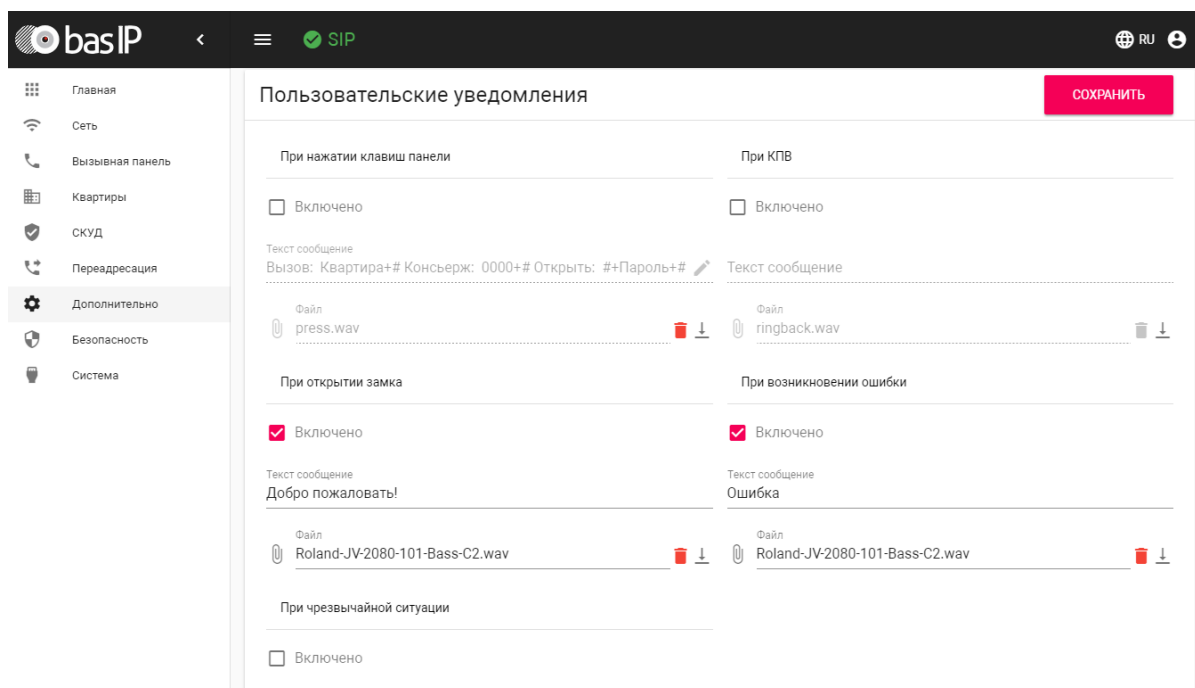 bas IP
SIP
RU
Главная
Сеть
Вызывная панель
Квартиры
СКУД
Переадресация
Дополнительно
Безопасность
Система
Пользовательские уведомления
СОХРАНИТЬ
При нажатии клавиш панели
Включено
Текст сообщение
Вызов: Квартира+# Консьерж: 0000+# Открыть: #+Пароль+#
Файл
press.wav
При КПВ
Включено
Текст сообщение
Файл
ringback.wav
При открытии замка
Включено
Текст сообщение
Добро пожаловать!
Файл
Roland-JV-2080-101-Bass-C2.wav
При возникновении ошибки
Включено
Текст сообщение
Ошибка
Файл
Roland-JV-2080-101-Bass-C2.wav
При чрезвычайной ситуации
Включено